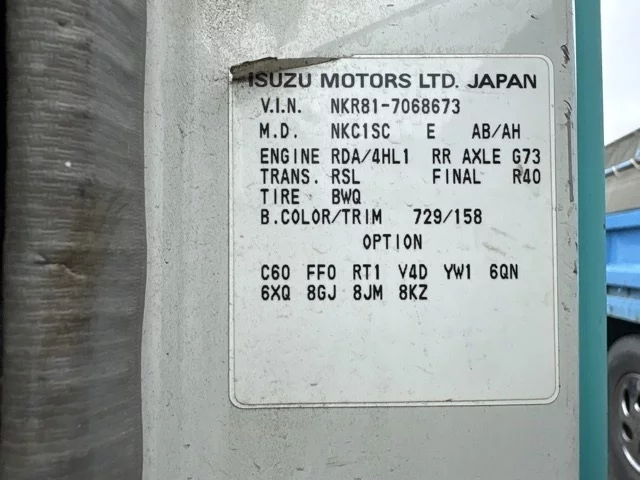 ISUZU MOTORS LTD. JAPAN
V.I.N. NKR81-7068673
M.D. NKC1SC E AB/AH
ENGINE RDA/4HL1 RR AXLE G73
TRANS. RSL FINAL R40
TIRE BWQ
B.COLOR/TRIM 729/158
OPTION
C60 FF0 RT1 V4D YW1 6QN
6XQ 8GJ 8JM 8KZ